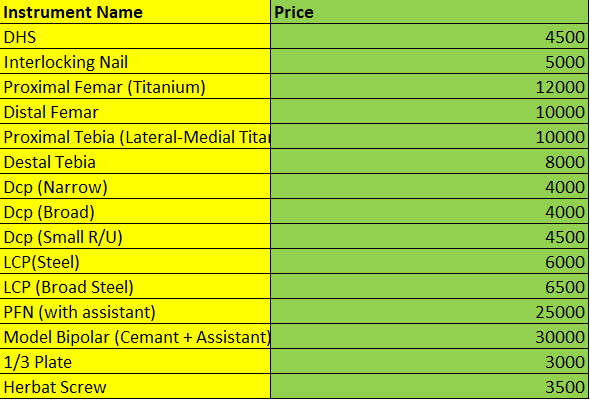 Instrument Name Price
DHS 4500
Interlocking Nail 5000
Proximal Femar (Titanium) 12000
Distal Femar 10000
Proximal Tebia (Lateral-Medial 10000
Destal Tebia 8000
Dcp (Narrow) 4000
Dcp (Broad) 4000
Dcp (Small R/U) 4500
LCP(Steel) 6000
LCP (Broad Steel) 6500
PFN (with assistant) 25000
Model Bipolar (Cemant + Assistant) 30000
1/3 Plate 3000
Herbat Screw 3500